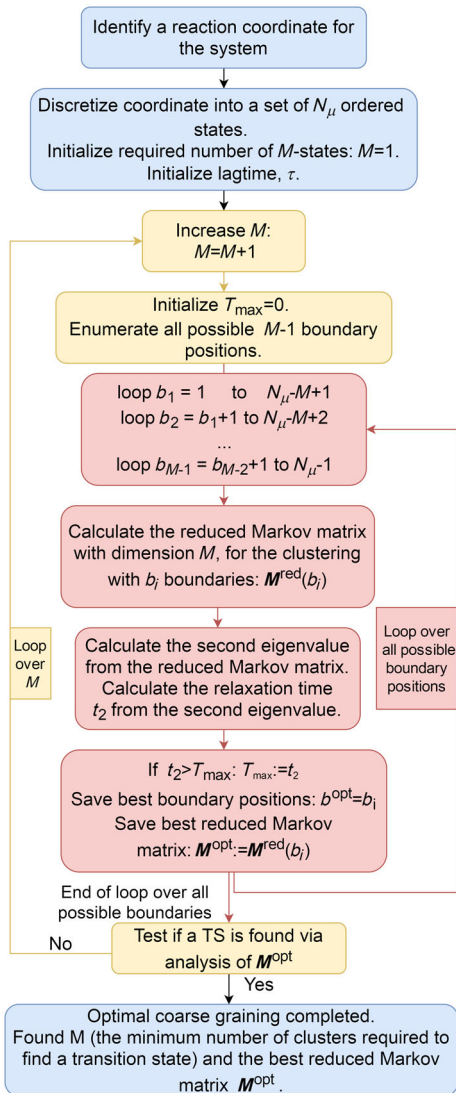 Identify a reaction coordinate for
the system
Discretize coordinate into a set of Nμ ordered
states.
Initialize required number of M-states: M=1.
Initialize lagtime, τ.
Increase M:
M=M+1
Initialize Tmax=0.
Enumerate all possible M-1 boundary
positions.
loop b1 = 1 to Nμ-M+1
loop b2 = b1+1 to Nμ-M+2
...
loop bM-1 = bM-2+1 to Nμ-1
Calculate the reduced Markov matrix
with dimension M, for the clustering
with bi boundaries: Mred(bi)
Loop
over
M
Calculate the second eigenvalue
from the reduced Markov matrix.
Calculate the relaxation time
t2 from the second eigenvalue.
Loop over
all possible
boundary
positions
If t2>Tmax: Tmax:=t2
Save best boundary positions: bopt=bi
Save best reduced Markov
matrix: Mopt:=Mred(bi)
End of loop over all
possible boundaries
No
Test if a TS is found via
analysis of Mopt
Yes
Optimal coarse graining completed.
Found M (the minimum number of clusters required to
find a transition state) and the best reduced Markov
matrix Mopt.